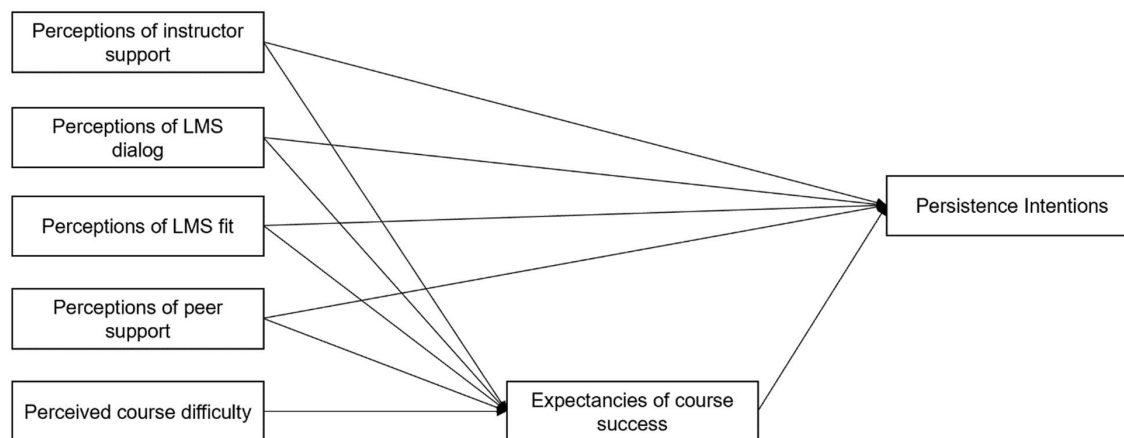 Perceptions of instructor
support
Perceptions of LMS
dialog
Perceptions of LMS fit
Persistence Intentions
Perceptions of peer
support
Perceived course difficulty
Expectancies of course
success